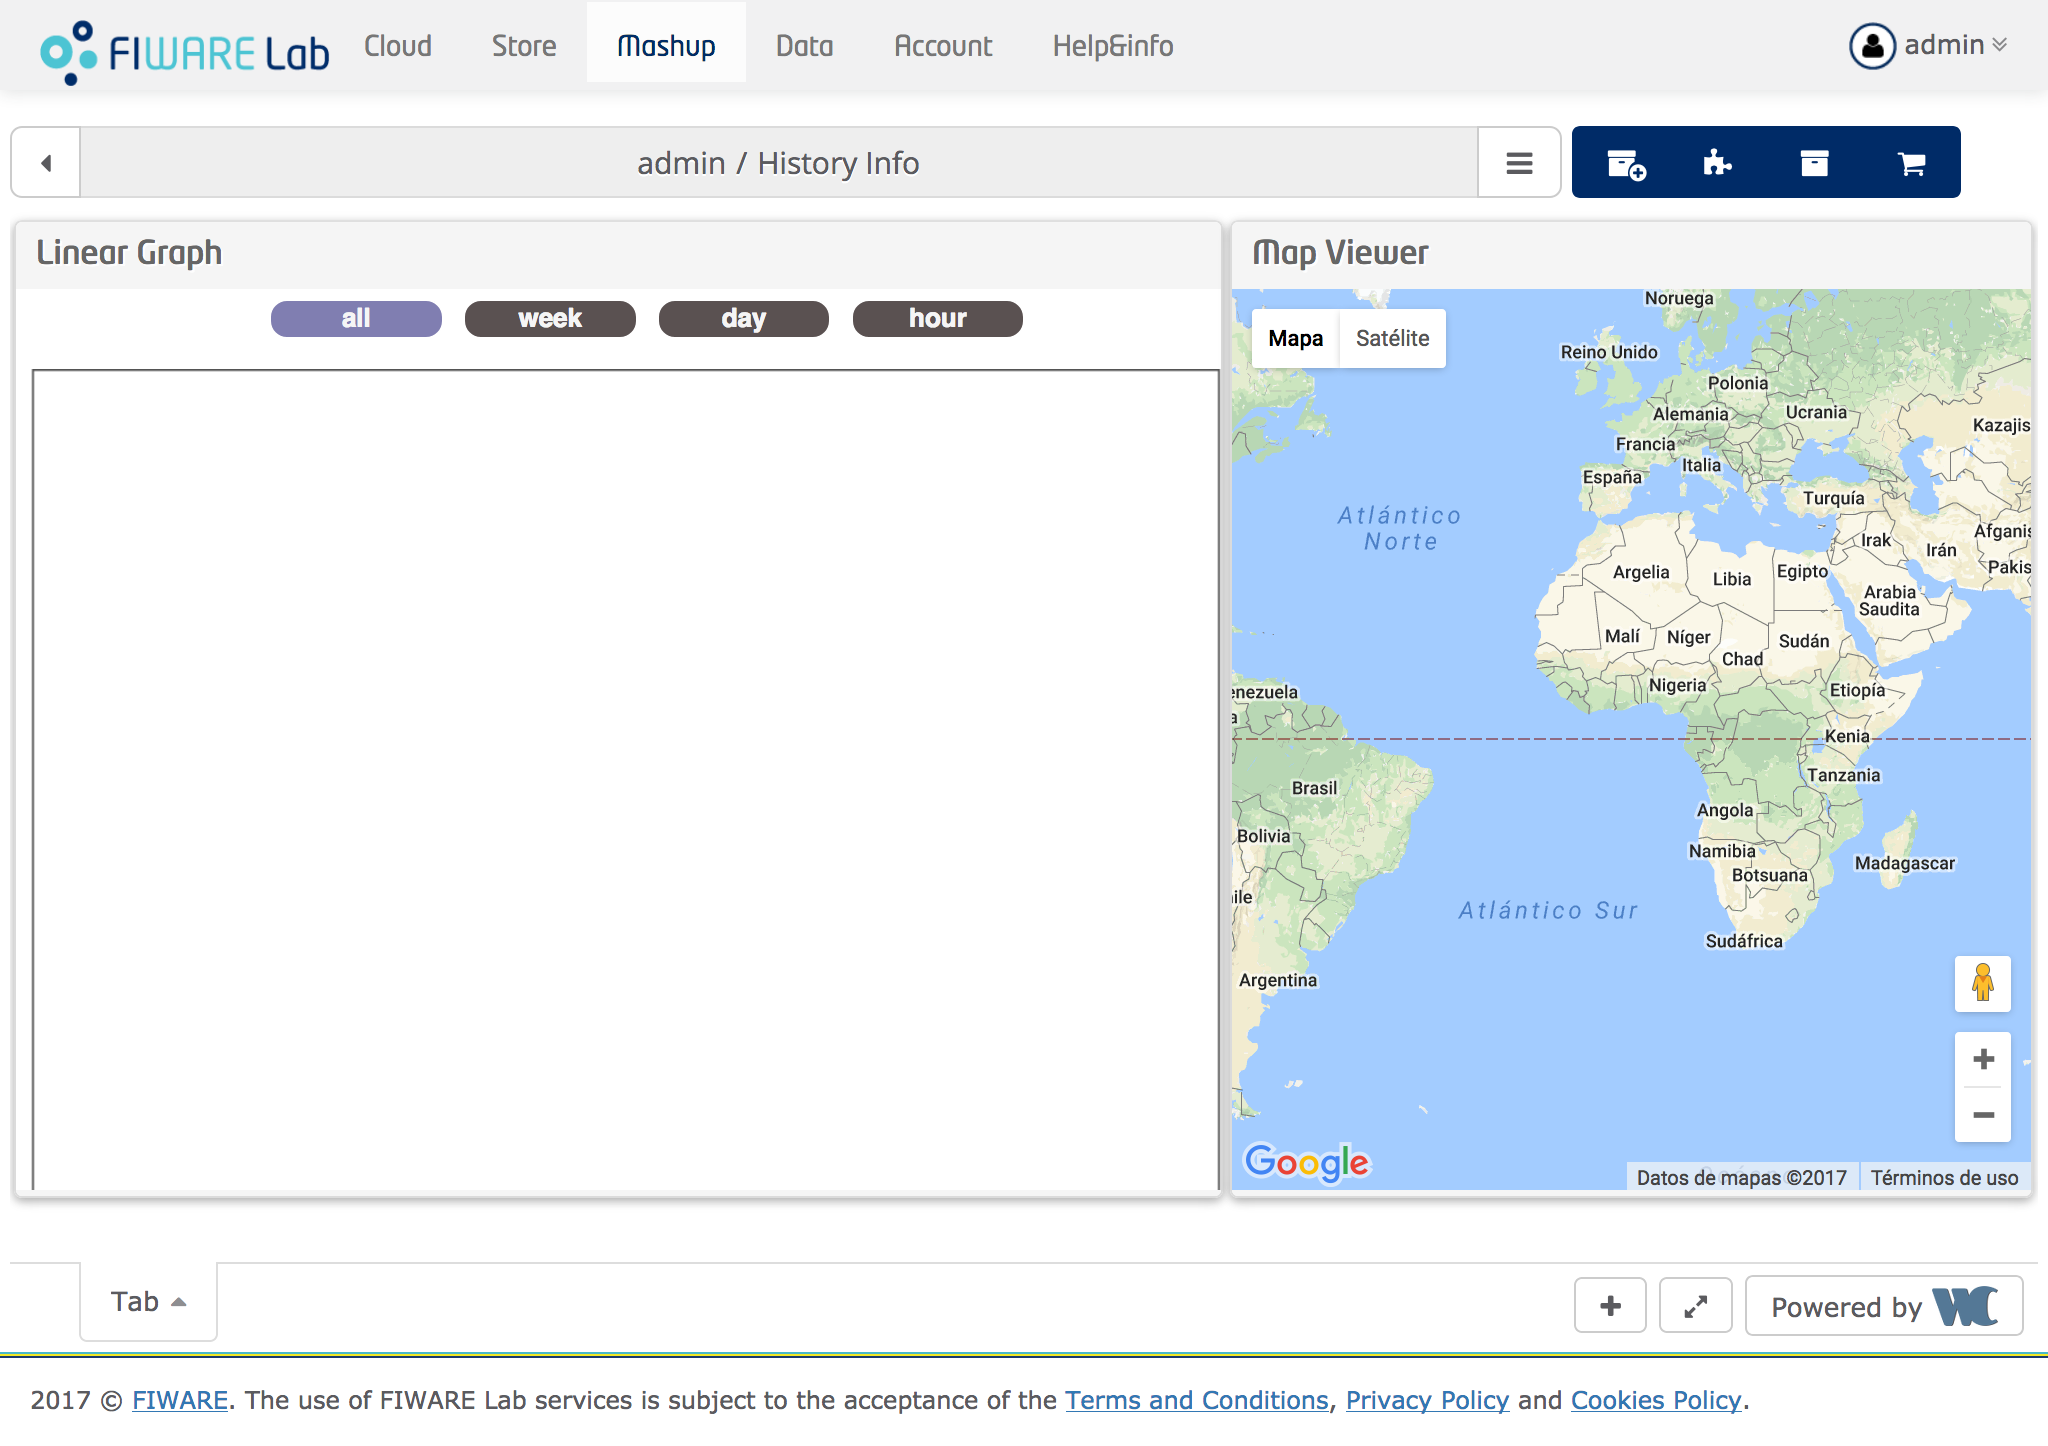 FIWARE Lab Cloud Store Mashup Data Account Help&info admin
admin / History Info
Linear Graph
all week day hour
Map Viewer
Mapa Satélite
Noruega
Reino Unido
Polonia
Alemania
Ucrania
Kazajis
Francia
Italia
España
Turquía
Atlántico
Norte
Afganis
Irak
Irán
Pakis
Argelia
Libia
Egipto
Arabia
Saudita
Malí
Níger
Sudán
Chad
Nigeria
Etiopía
enezuela
a
Kenia
Tanzania
Brasil
Angola
Bolivia
Namibia
Madagascar
Botsuana
ile
Atlántico Sur
Sudáfrica
Argentina
Google
Datos de mapas ©2017 Términos de uso
Tab
Powered by WC
2017 © FIWARE. The use of FIWARE Lab services is subject to the acceptance of the Terms and Conditions, Privacy Policy and Cookies Policy.